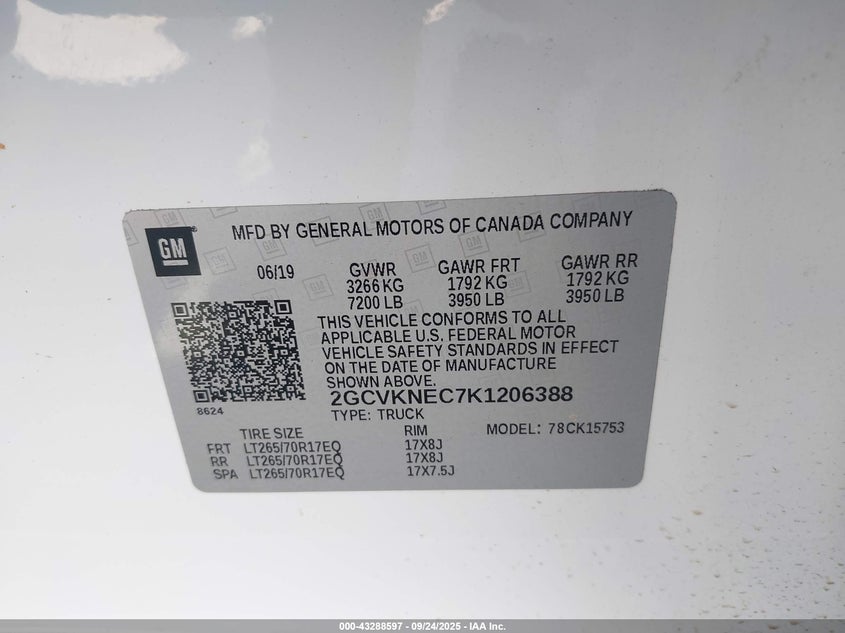 GM
MFD BY GENERAL MOTORS OF CANADA COMPANY
06/19 GVWR GAWR FRT GAWR RR
3266 KG 1792 KG 1792 KG
7200 LB 3950 LB 3950 LB
THIS VEHICLE CONFORMS TO ALL
APPLICABLE U.S. FEDERAL MOTOR
VEHICLE SAFETY STANDARDS IN EFFECT
ON THE DATE OF MANUFACTURE
SHOWN ABOVE.
8624
2GCVKNEC7K1206388
TYPE: TRUCK
TIRE SIZE RIM MODEL: 78CK15753
FRT LT265/70R17EQ 17X8J
RR LT265/70R17EQ 17X8J
SPA LT265/70R17EQ 17X7.5J
000-43288597 - 09/24/2025 - IAA Inc.